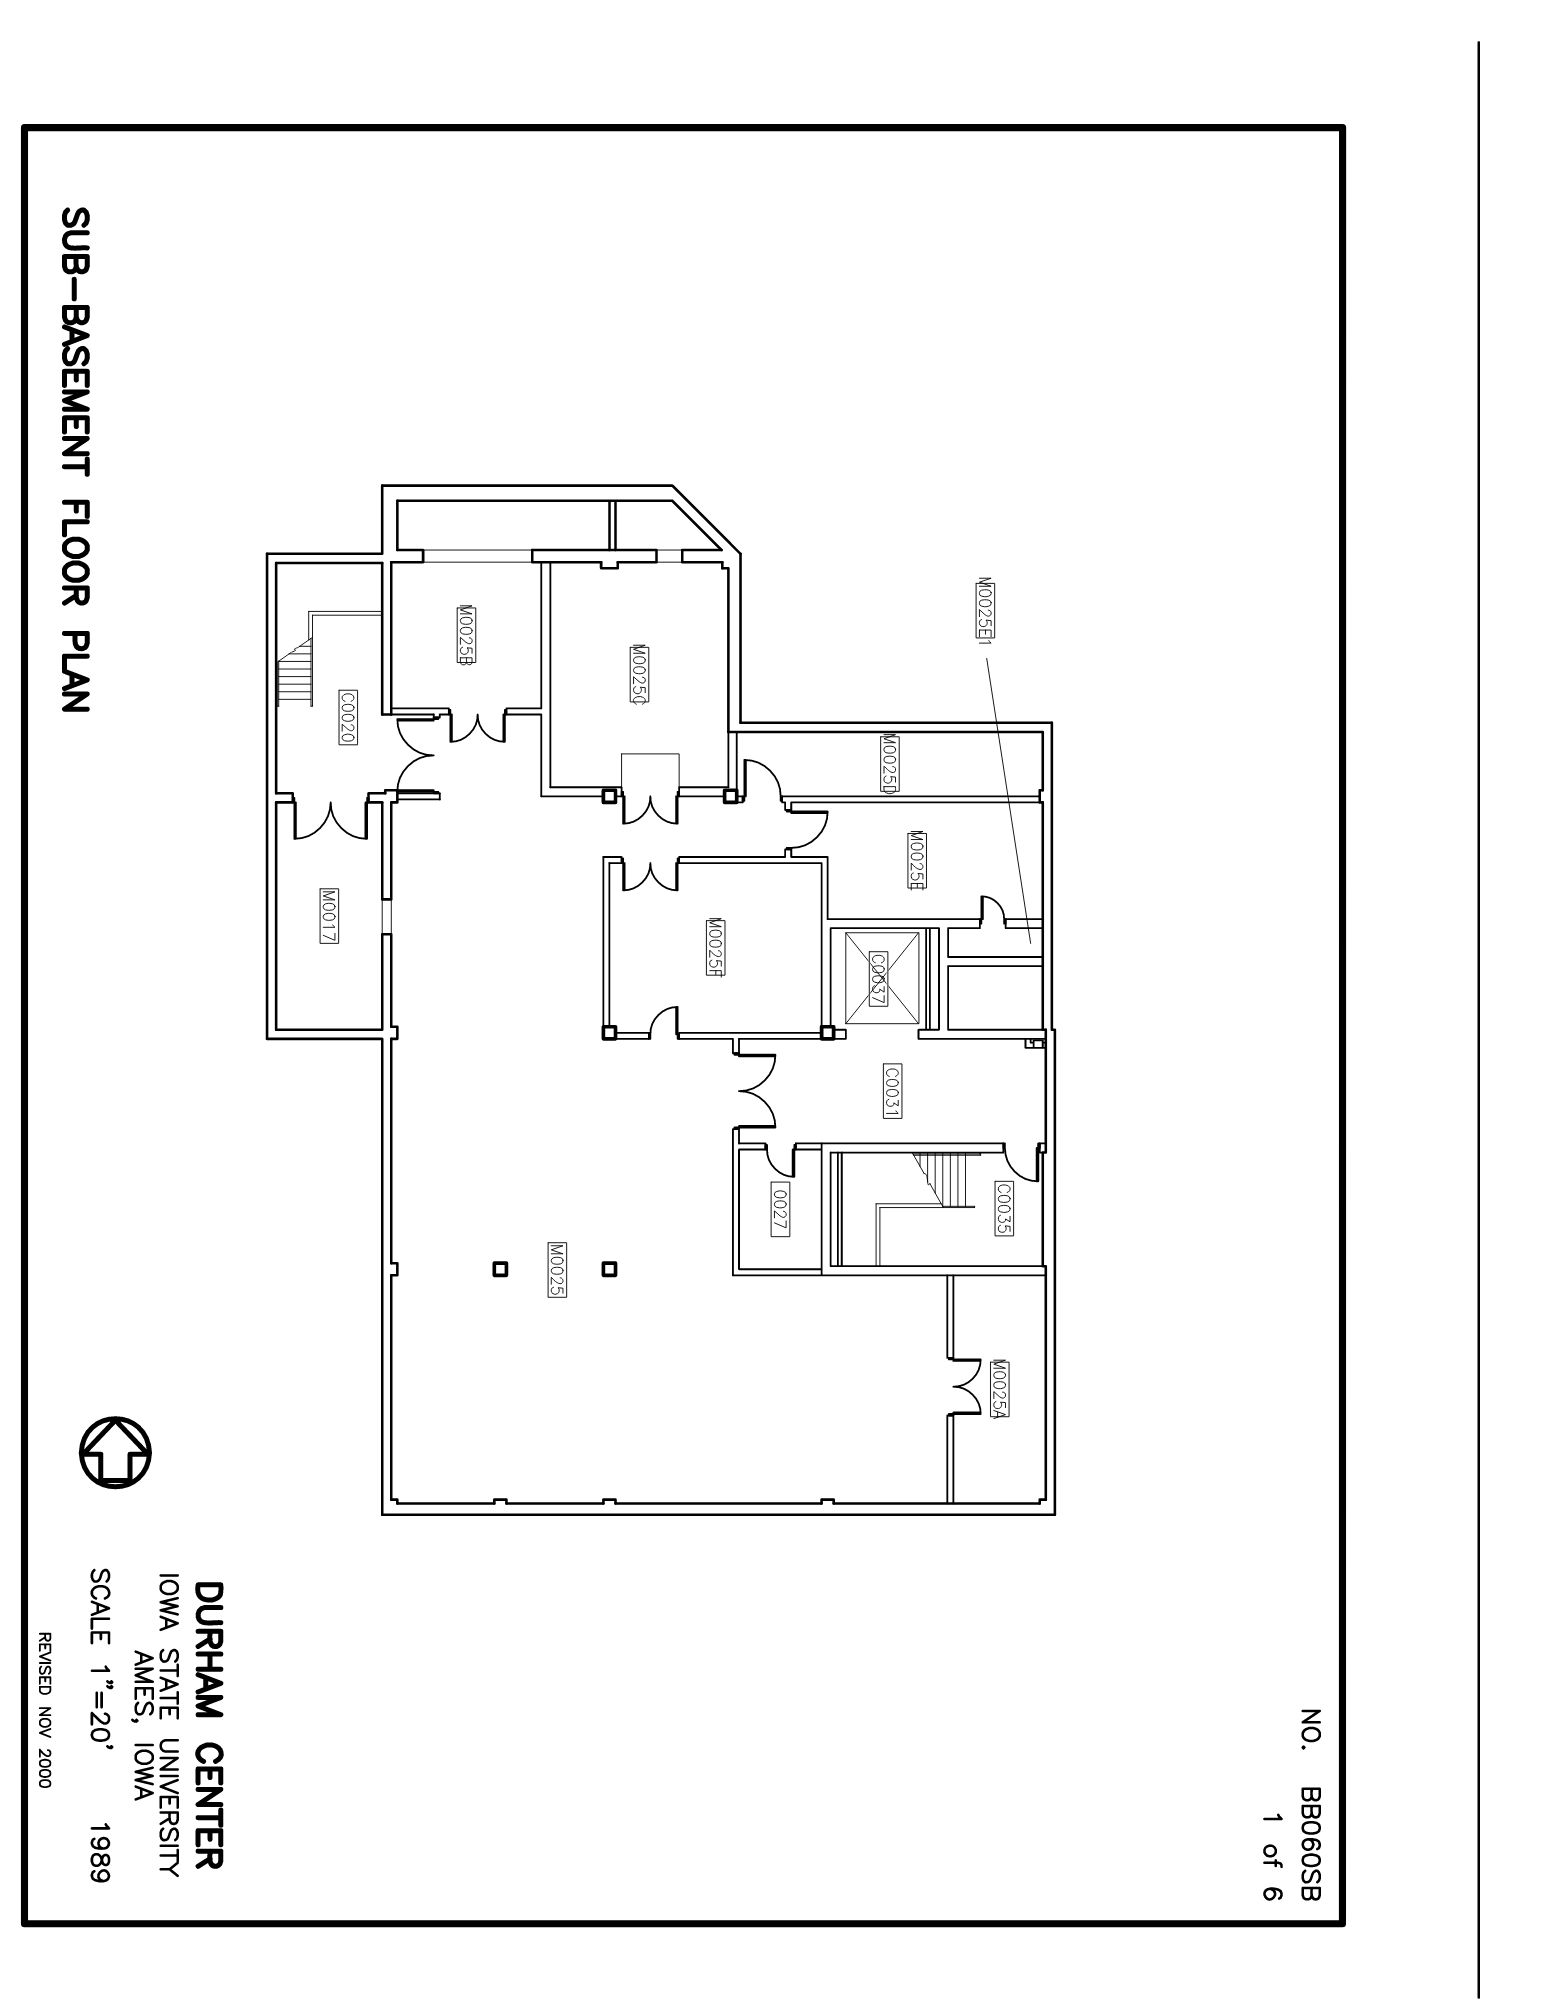 NO. BB060SB
1 of 6
M0025E1
M0025D
M0025E
M0025C
M0025B
M0025F
C0037
C0020
M0017
C0031
C0035
0027
M0025
M0025A
SUB-BASEMENT FLOOR PLAN
DURHAM CENTER
IOWA STATE UNIVERSITY
AMES, IOWA
SCALE 1"=20' 1989
REVISED NOV 2000